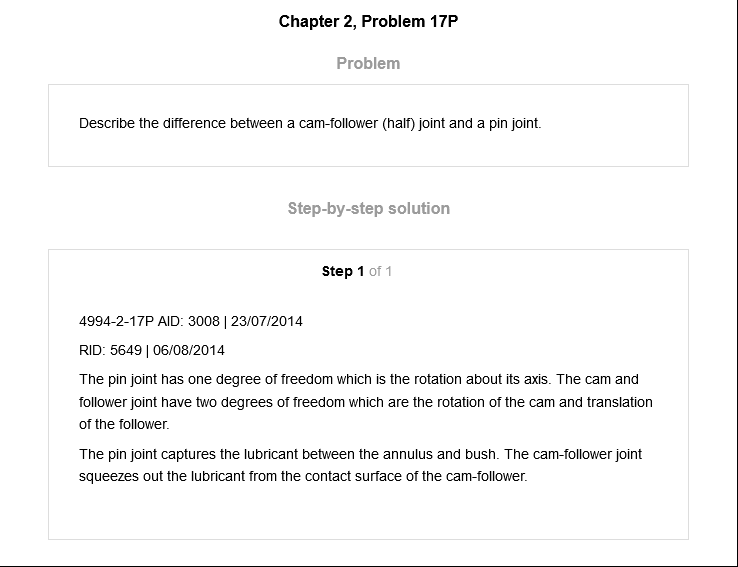 Chapter 2, Problem 17P
Problem
Describe the difference between a cam-follower (half) joint and a pin joint.
Step-by-step solution
Step 1 of 1
4994-2-17P AID: 3008 | 23/07/2014
RID: 5649 | 06/08/2014
The pin joint has one degree of freedom which is the rotation about its axis. The cam and
follower joint have two degrees of freedom which are the rotation of the cam and translation
of the follower.
The pin joint captures the lubricant between the annulus and bush. The cam-follower joint
squeezes out the lubricant from the contact surface of the cam-follower.